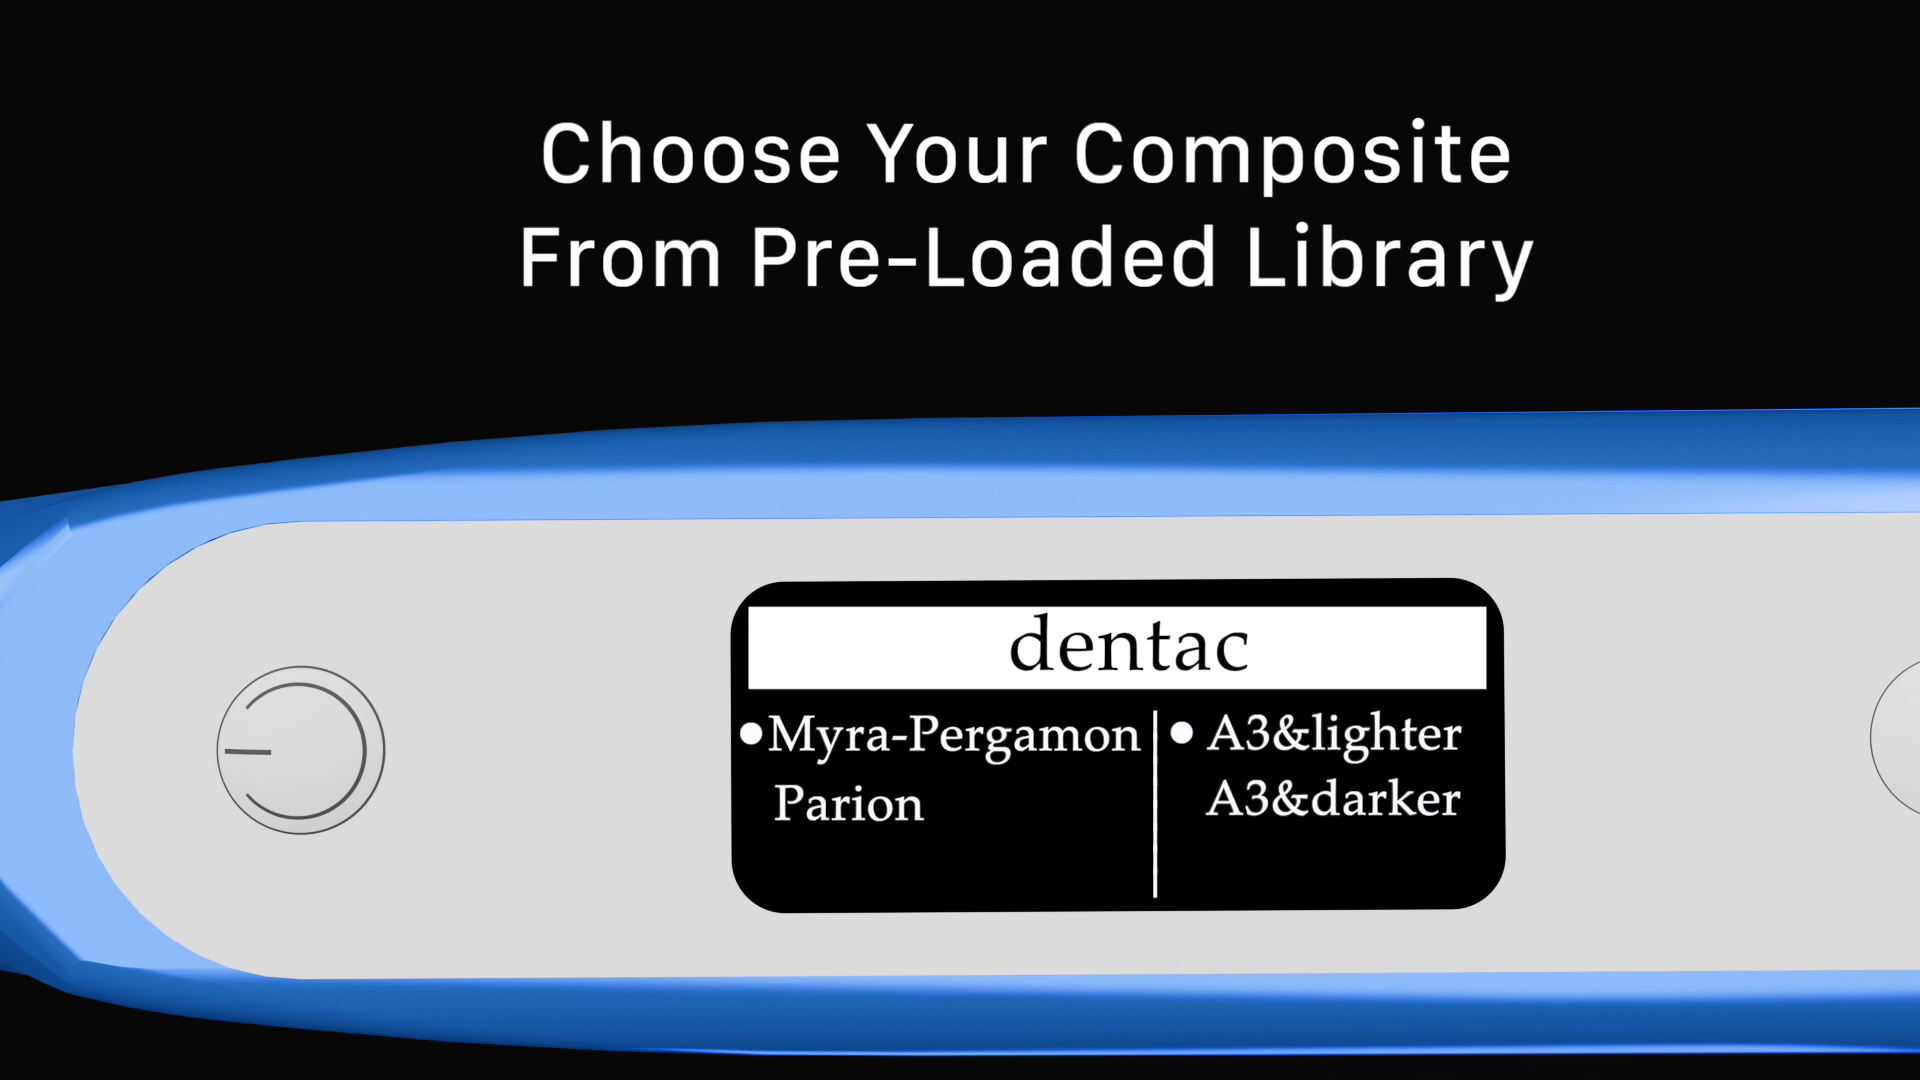 Choose Your Composite
From Pre-Loaded Library
dentac
Myra-Pergamon
Parion
A3&lighter
A3&darker